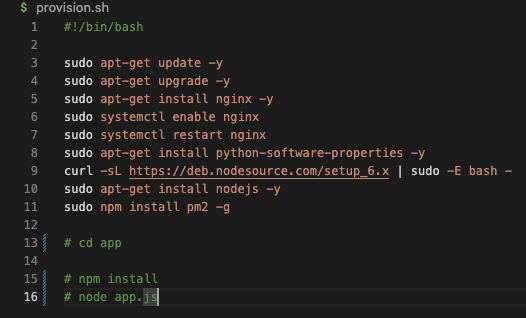 $ provision.sh
1 #!/bin/bash
2
3 sudo apt-get update -y
4 sudo apt-get upgrade -y
5 sudo apt-get install nginx -y
6 sudo systemctl enable nginx
7 sudo systemctl restart nginx
8 sudo apt-get install python-software-properties -y
9 curl -sL https://deb.nodesource.com/setup_6.x | sudo -E bash -
10 sudo apt-get install nodejs -y
11 sudo npm install pm2 -g
12
13 # cd app
14
15 # npm install
16 # node app.js